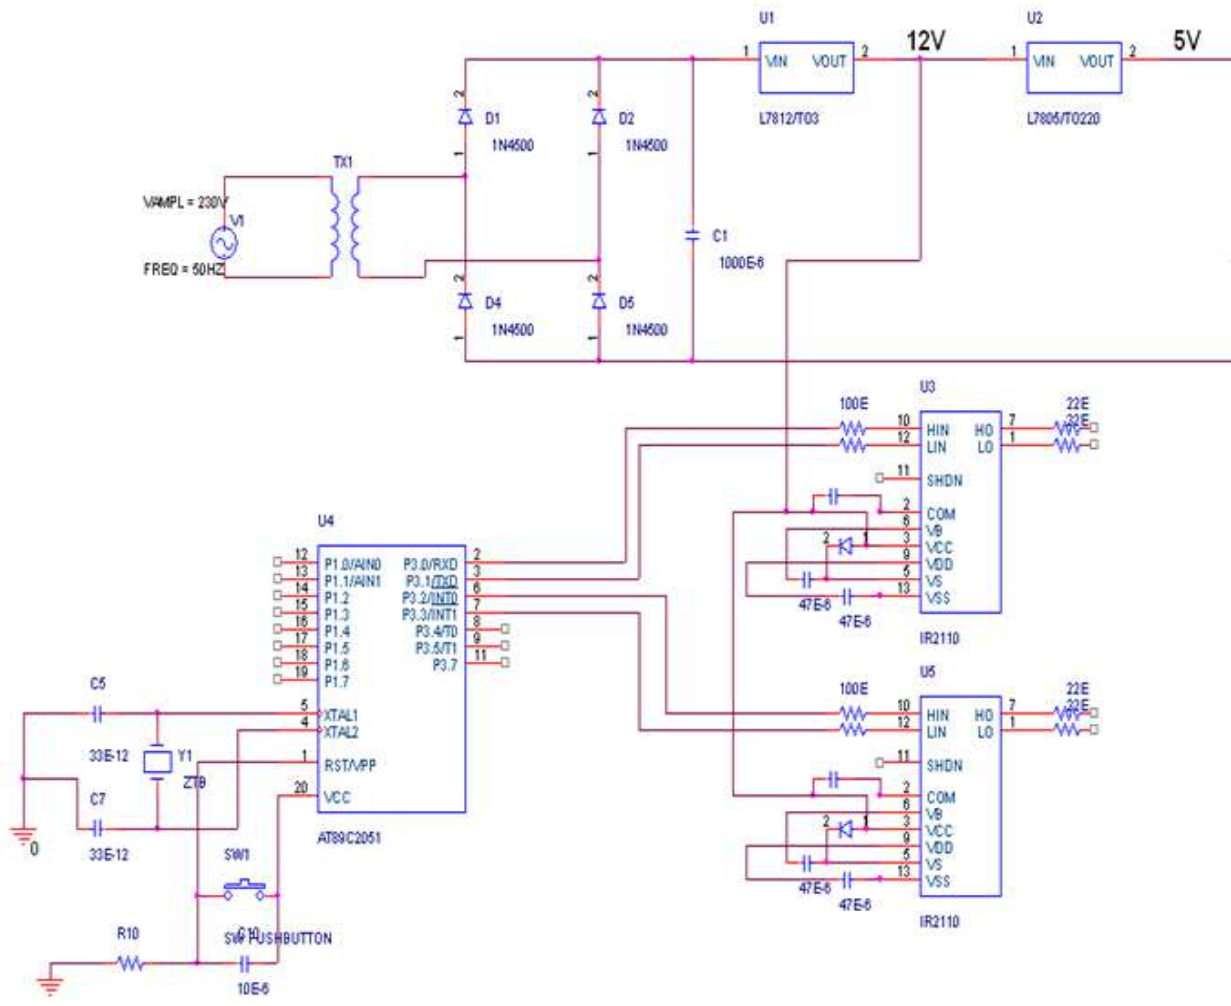 U1
U2
12V
5V
1
VIN
VOUT
2
1
VIN
VOUT
2
L7812/TO3
L7805/TO220
2
D1
1N4500
1
2
D2
1N4500
1
TX1
VAMPL = 230V
V1
FREQ = 50HZ
C1
1000E-6
2
D4
1N4500
1
2
D5
1N4500
1
U3
100E
10
HIN
HO
7
22E
22E
12
LIN
LO
1
11
SHDN
2
COM
6
VB
2
1
3
VCC
9
VDD
5
VS
47E-6
13
VSS
47E-6
IR2110
U4
12
P1.0/AIN0
P3.0/RXD
2
13
P1.1/AIN1
P3.1/TXD
3
14
P1.2
P3.2/INT0
6
15
P1.3
P3.3/INT1
7
16
P1.4
P3.4/T0
8
17
P1.5
P3.5/T1
9
18
P1.6
P3.7
11
19
P1.7
5
XTAL1
4
XTAL2
1
RST/VPP
20
VCC
AT89C2051
C5
33E-12
Y1
ZTB
C7
33E-12
0
SW1
SW PUSHBUTTON
C10
10E-6
R10
U5
100E
10
HIN
HO
7
22E
22E
12
LIN
LO
1
11
SHDN
2
COM
6
VB
2
1
3
VCC
9
VDD
5
VS
47E-6
13
VSS
47E-6
IR2110